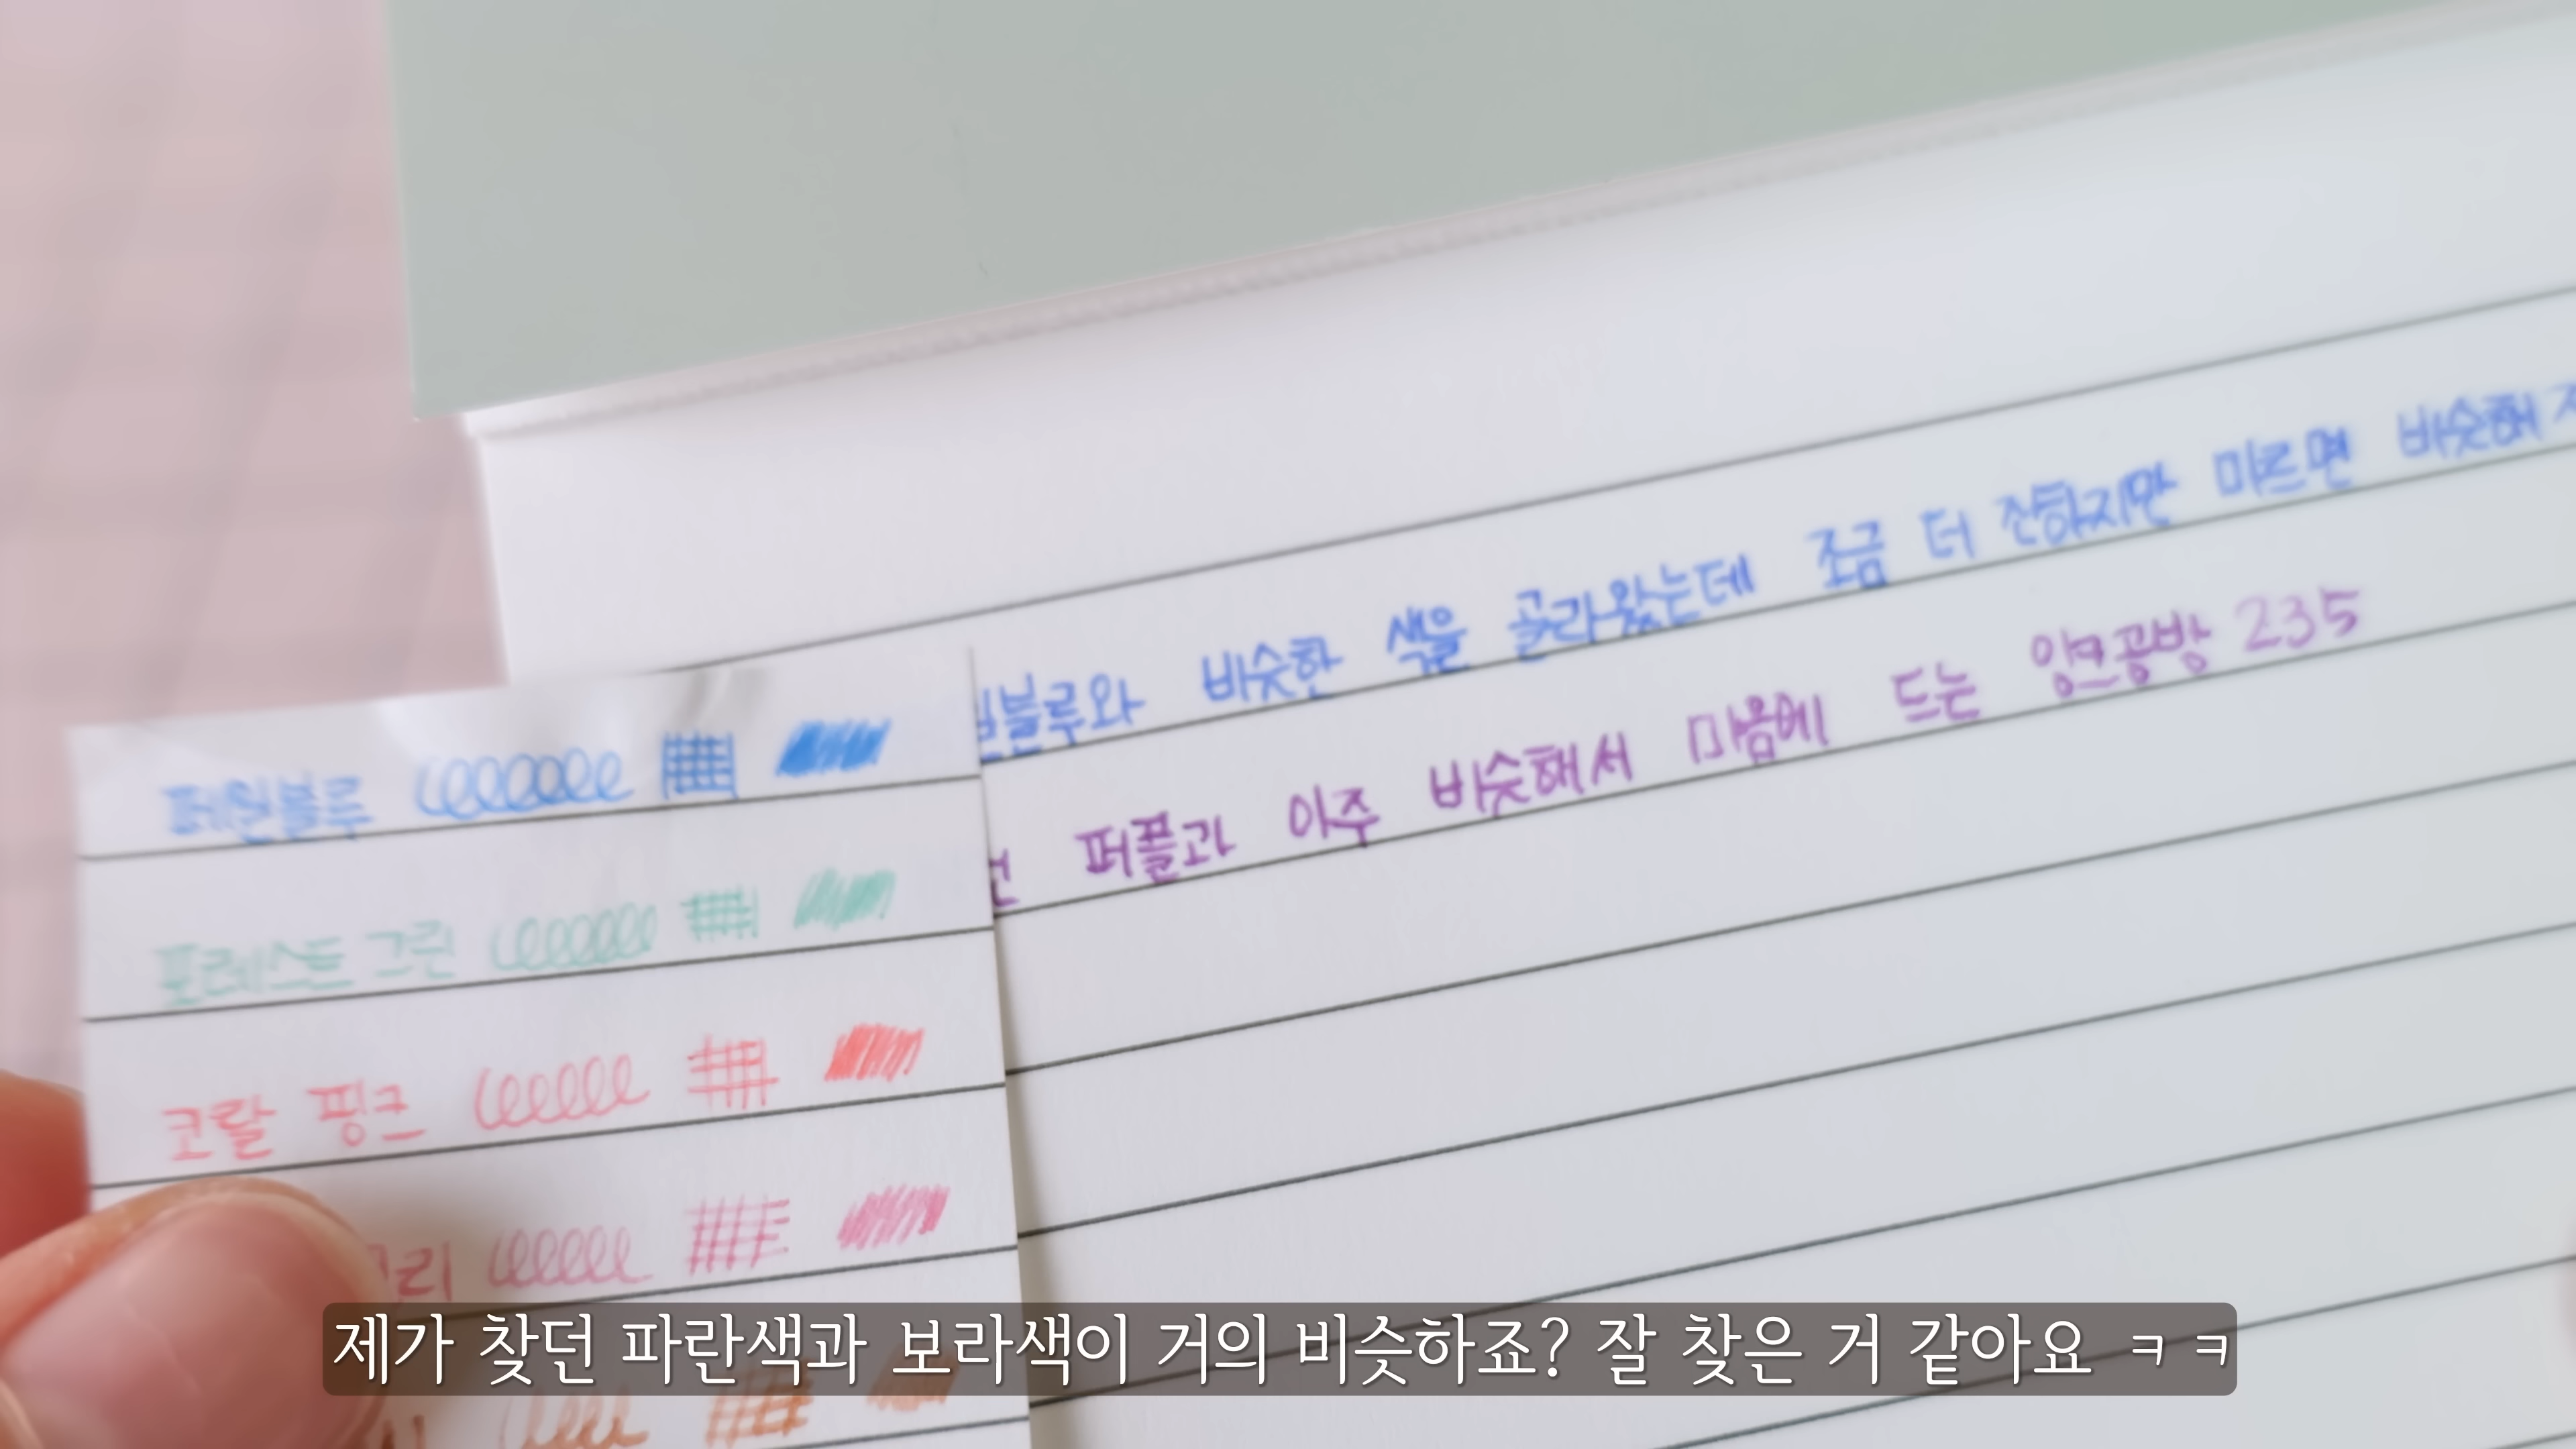 블루와 비슷한 색을 골라왔는데 조금 더 진하지만 마르면 비슷해
퍼플과 아주 비슷해서 마음에 드는 잉크공방 235
페원블루
포레스트 그린
코랄 핑크
리
제가 찾던 파란색과 보라색이 거의 비슷하죠? 잘 찾은 거 같아요 ㅋㅋ